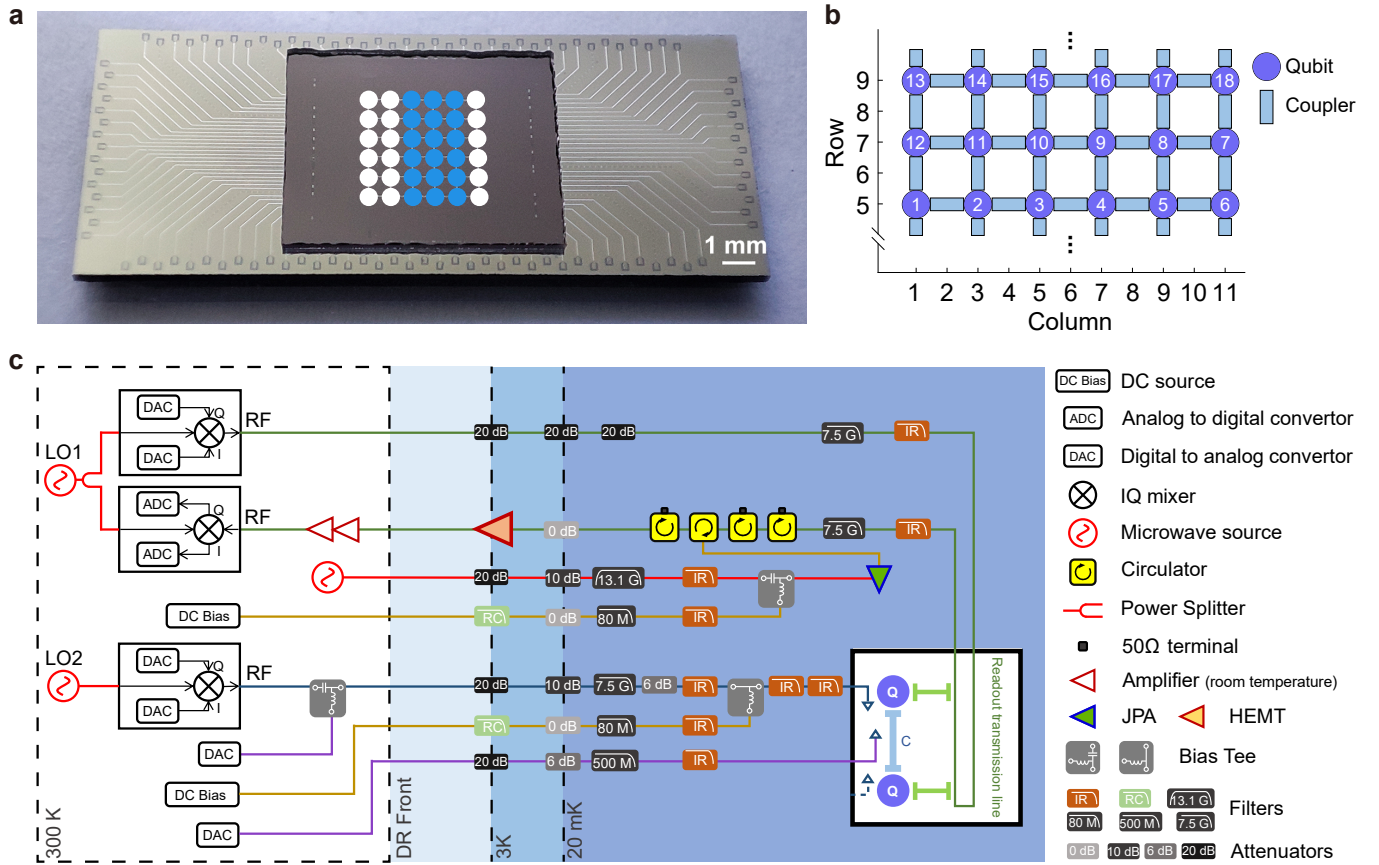 a
1 mm
b
Row
9
8
7
6
5
13 14 15 16 17 18
12 11 10 9 8 7
1 2 3 4 5 6
1 2 3 4 5 6 7 8 9 10 11
Column
Qubit
Coupler
c
LO1
DAC
Q
DAC
I
RF
20 dB 20 dB 20 dB 7.5 G IR
ADC
Q
ADC
I
RF
0 dB 7.5 G IR
20 dB 10 dB 13.1 G IR
DC Bias RC 0 dB 80 M IR
LO2
DAC
Q
DAC
I
RF
20 dB 10 dB 7.5 G 6 dB IR IR IR
RC 0 dB 80 M IR
DAC
20 dB 6 dB 500 M IR
DC Bias
DAC
300 K
DR Front
3K
20 mK
Q
C
Q
Readout transmission line
DC Bias DC source
ADC Analog to digital convertor
DAC Digital to analog convertor
IQ mixer
Microwave source
Circulator
Power Splitter
50Ω terminal
Amplifier (room temperature)
JPA HEMT
Bias Tee
IR RC 13.1 G
Filters
80 M 500 M 7.5 G
0 dB 10 dB 6 dB 20 dB Attenuators